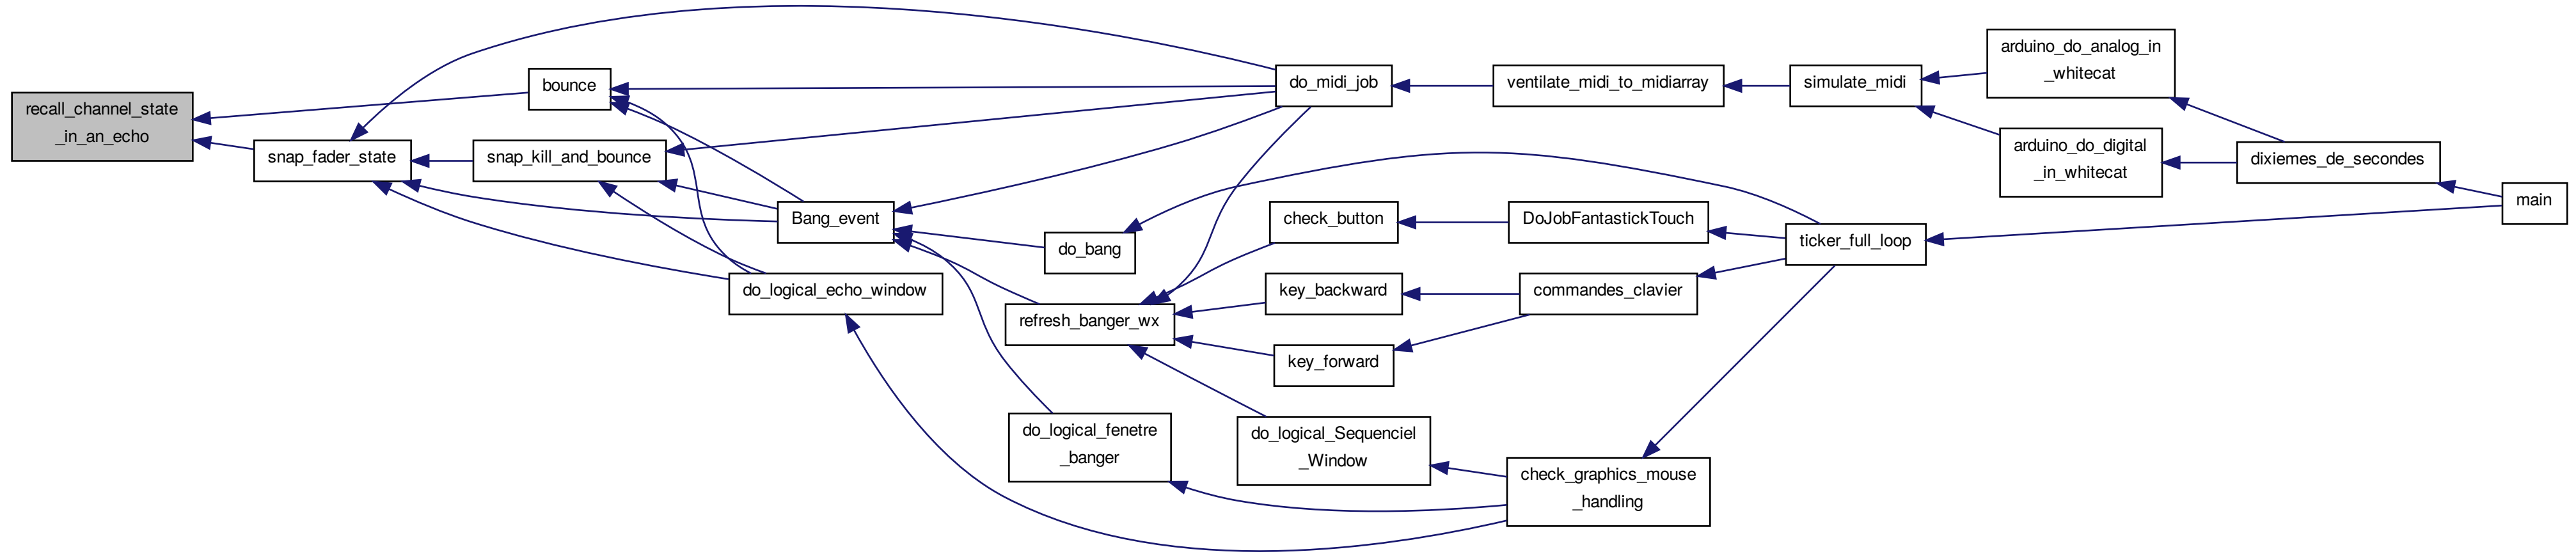 recall_channel_state
_in_an_echo
bounce
snap_fader_state
snap_kill_and_bounce
Bang_event
do_logical_echo_window
do_bang
refresh_banger_wx
do_logical_fenetre
_banger
do_midi_job
check_button
key_backward
key_forward
do_logical_Sequenciel
_Window
ventilate_midi_to_midiarray
DoJobFantastickTouch
commandes_clavier
check_graphics_mouse
_handling
simulate_midi
ticker_full_loop
arduino_do_analog_in
_whitecat
arduino_do_digital
_in_whitecat
dixiemes_de_secondes
main